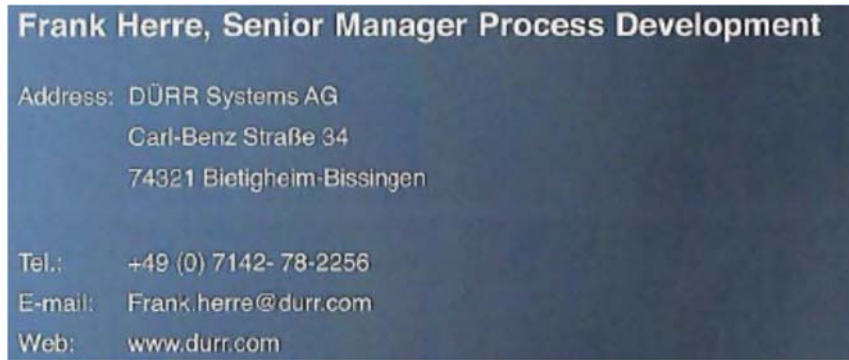 Frank Herre, Senior Manager Process Development
Address: DÜRR Systems AG
Carl-Benz Straße 34
74321 Bietigheim-Bissingen
Tel.: +49 (0) 7142- 78-2256
E-mail: Frank.herre@durr.com
Web: www.durr.com